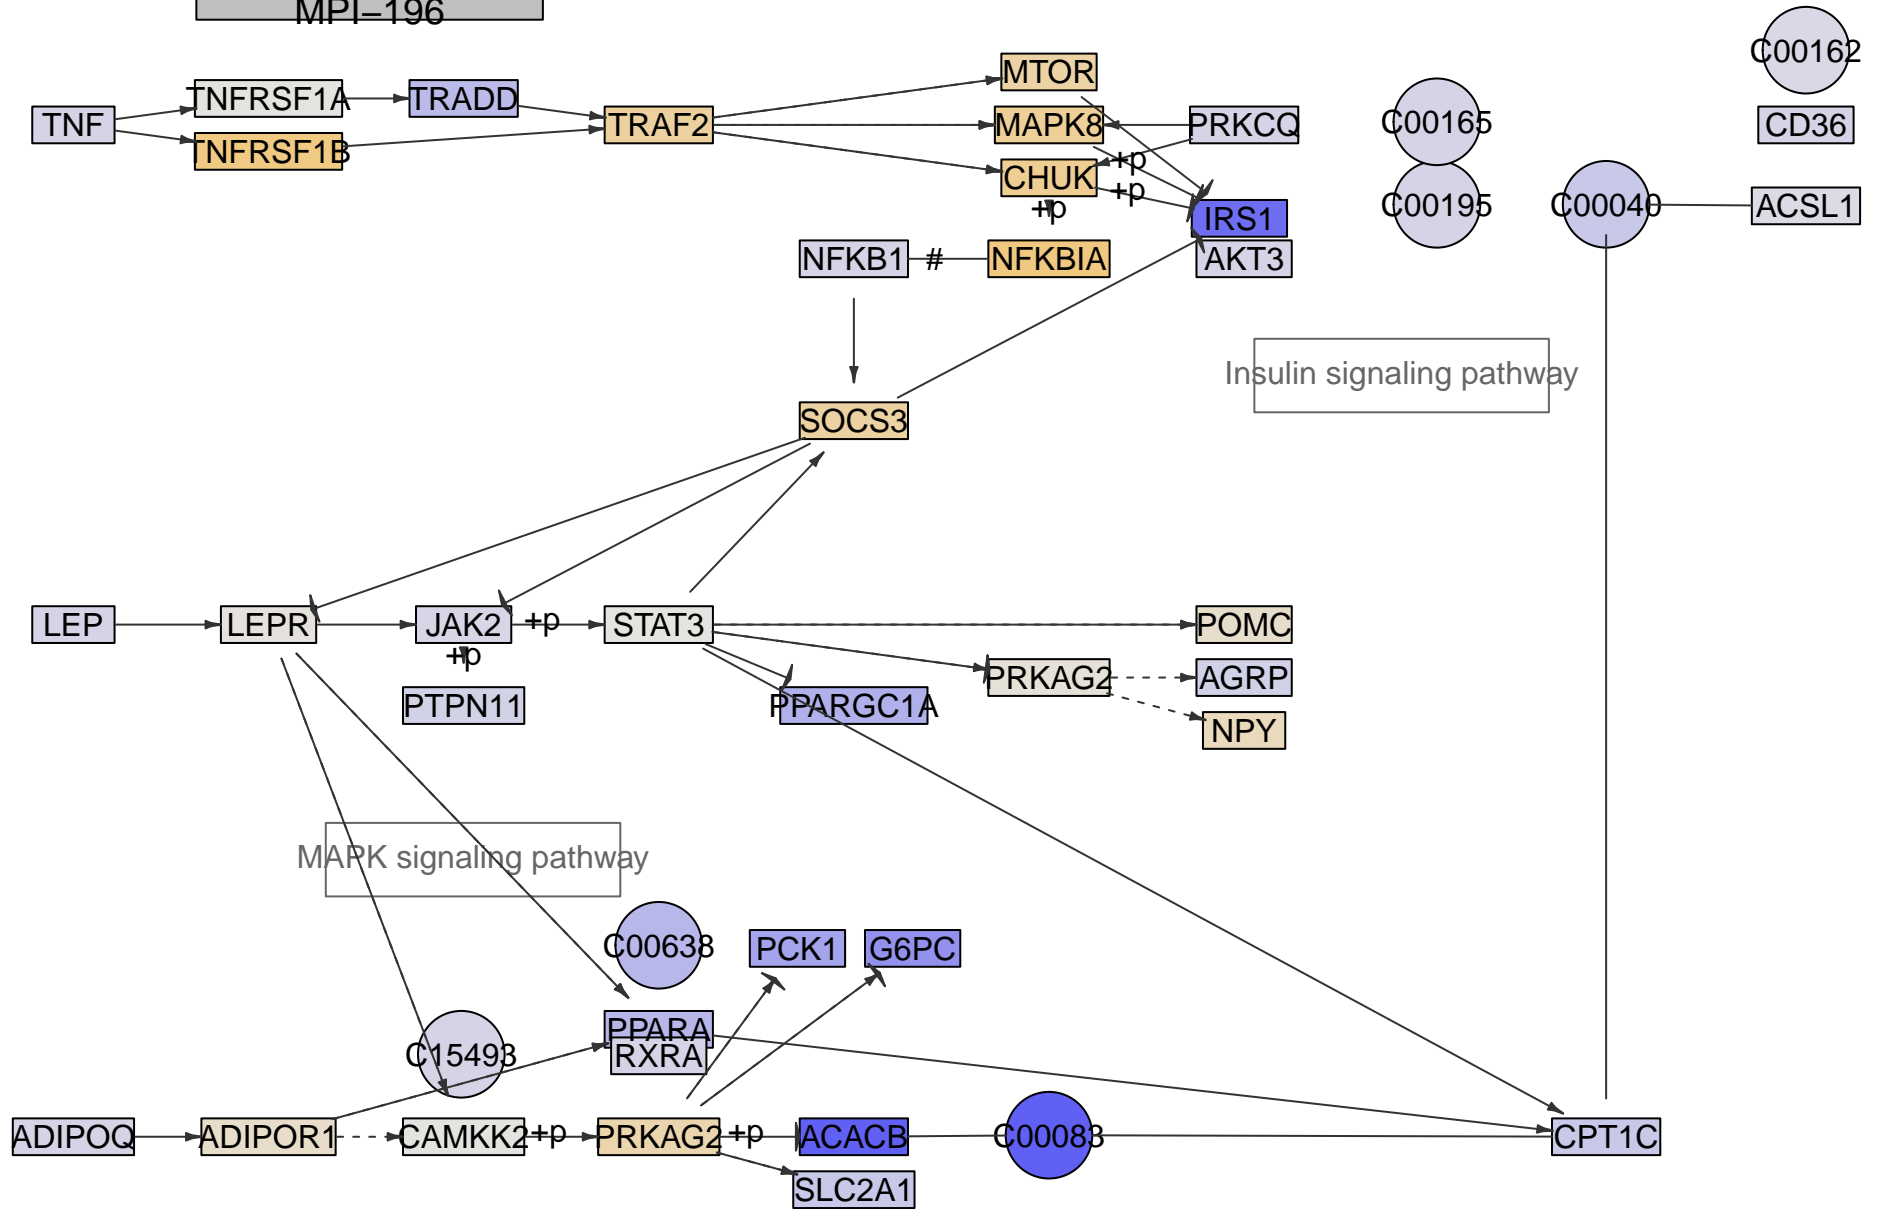 MPI–196
C00162
TNF
TNFRSF1A
TRADD
TNFRSF1B
TRAF2
MTOR
MAPK8
PRKCQ
C00165
CD36
+p
CHUK
+p
+p
IRS1
C00195
C00040
ACSL1
NFKB1
#
NFKBIA
AKT3
Insulin signaling pathway
SOCS3
LEP
LEPR
JAK2
+p
STAT3
POMC
+p
PTPN11
PPARGC1A
PRKAG2
AGRP
NPY
MAPK signaling pathway
C00638
PCK1
G6PC
C15493
PPARA
RXRA
ADIPOQ
ADIPOR1
CAMKK2
+p
PRKAG2
+p
ACACB
C00083
CPT1C
SLC2A1